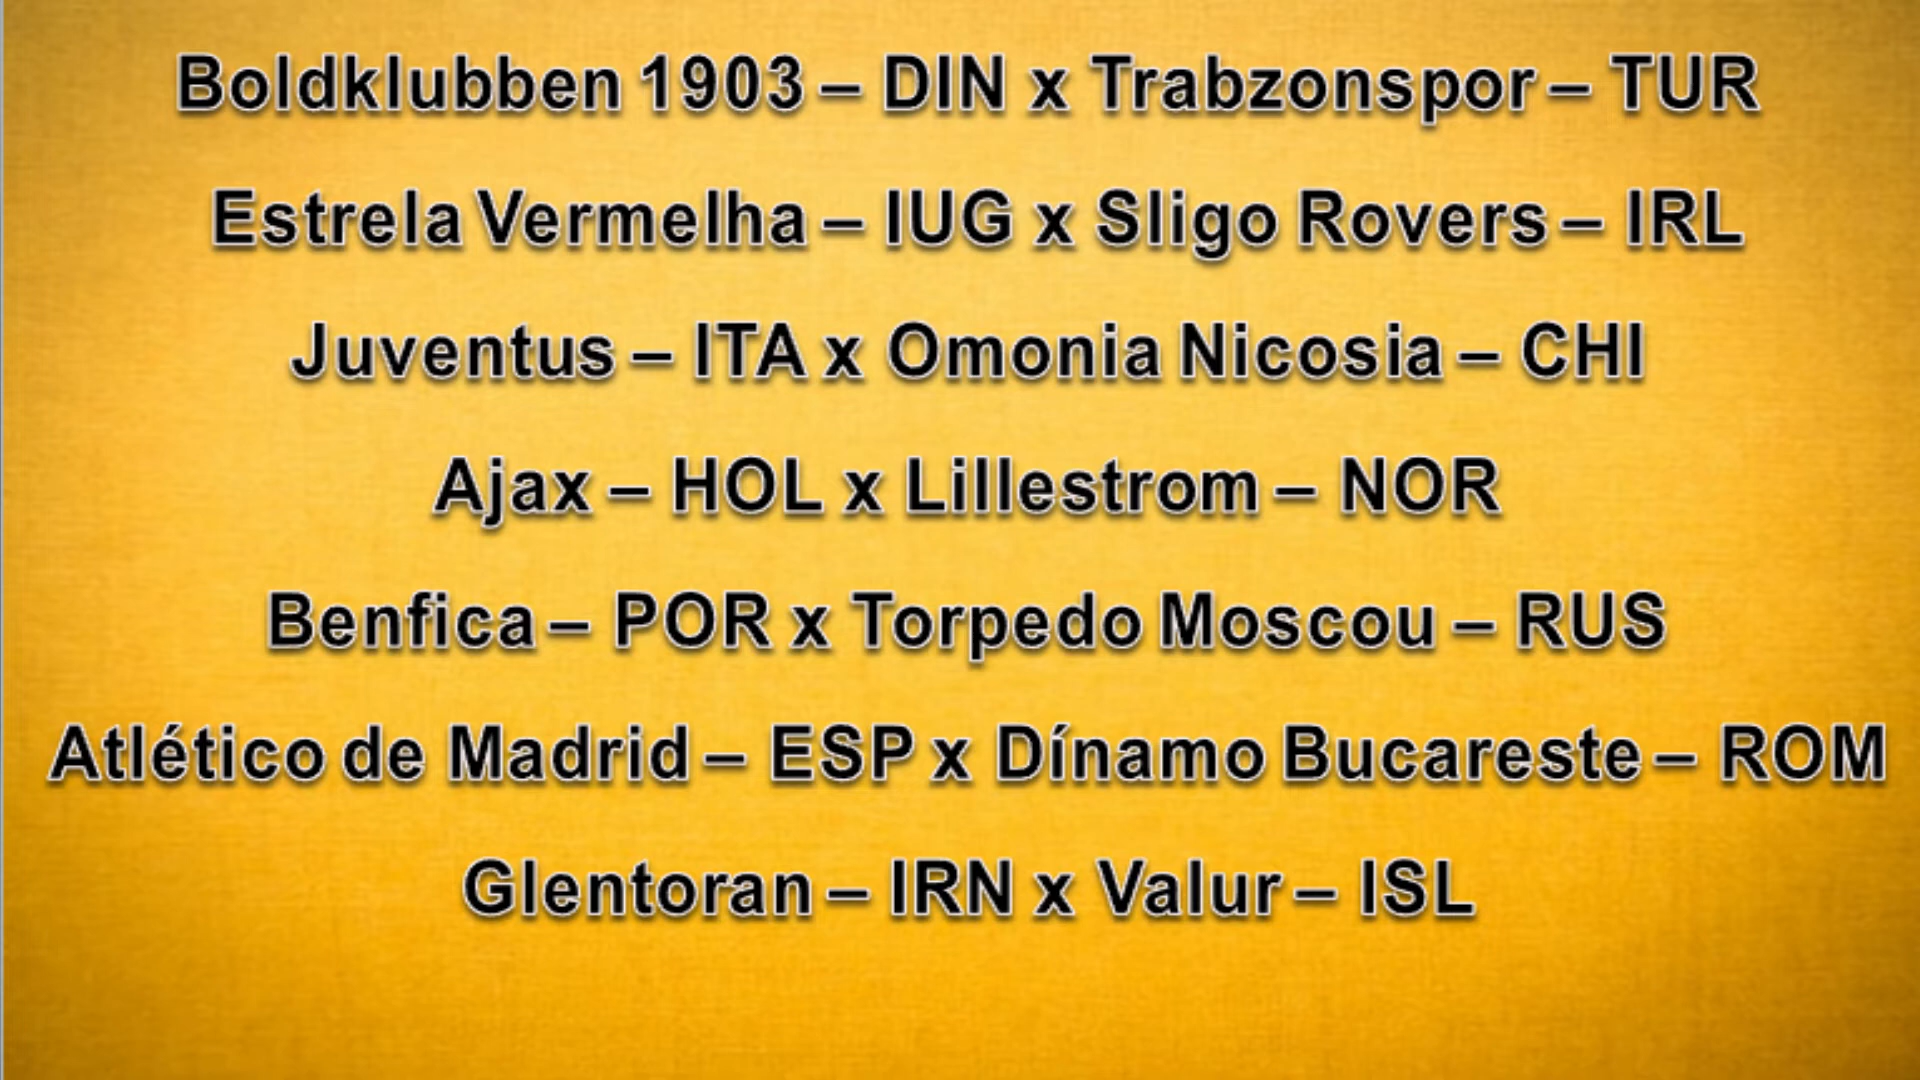 Boldklubben 1903 – DIN x Trabzonspor – TUR
Estrela Vermelha – IUG x Sligo Rovers – IRL
Juventus – ITA x Omonia Nicosia – CHI
Ajax – HOL x Lillestrom – NOR
Benfica – POR x Torpedo Moscou – RUS
Atlético de Madrid – ESP x Dínamo Bucareste – ROM
Glentoran – IRN x Valur – ISL